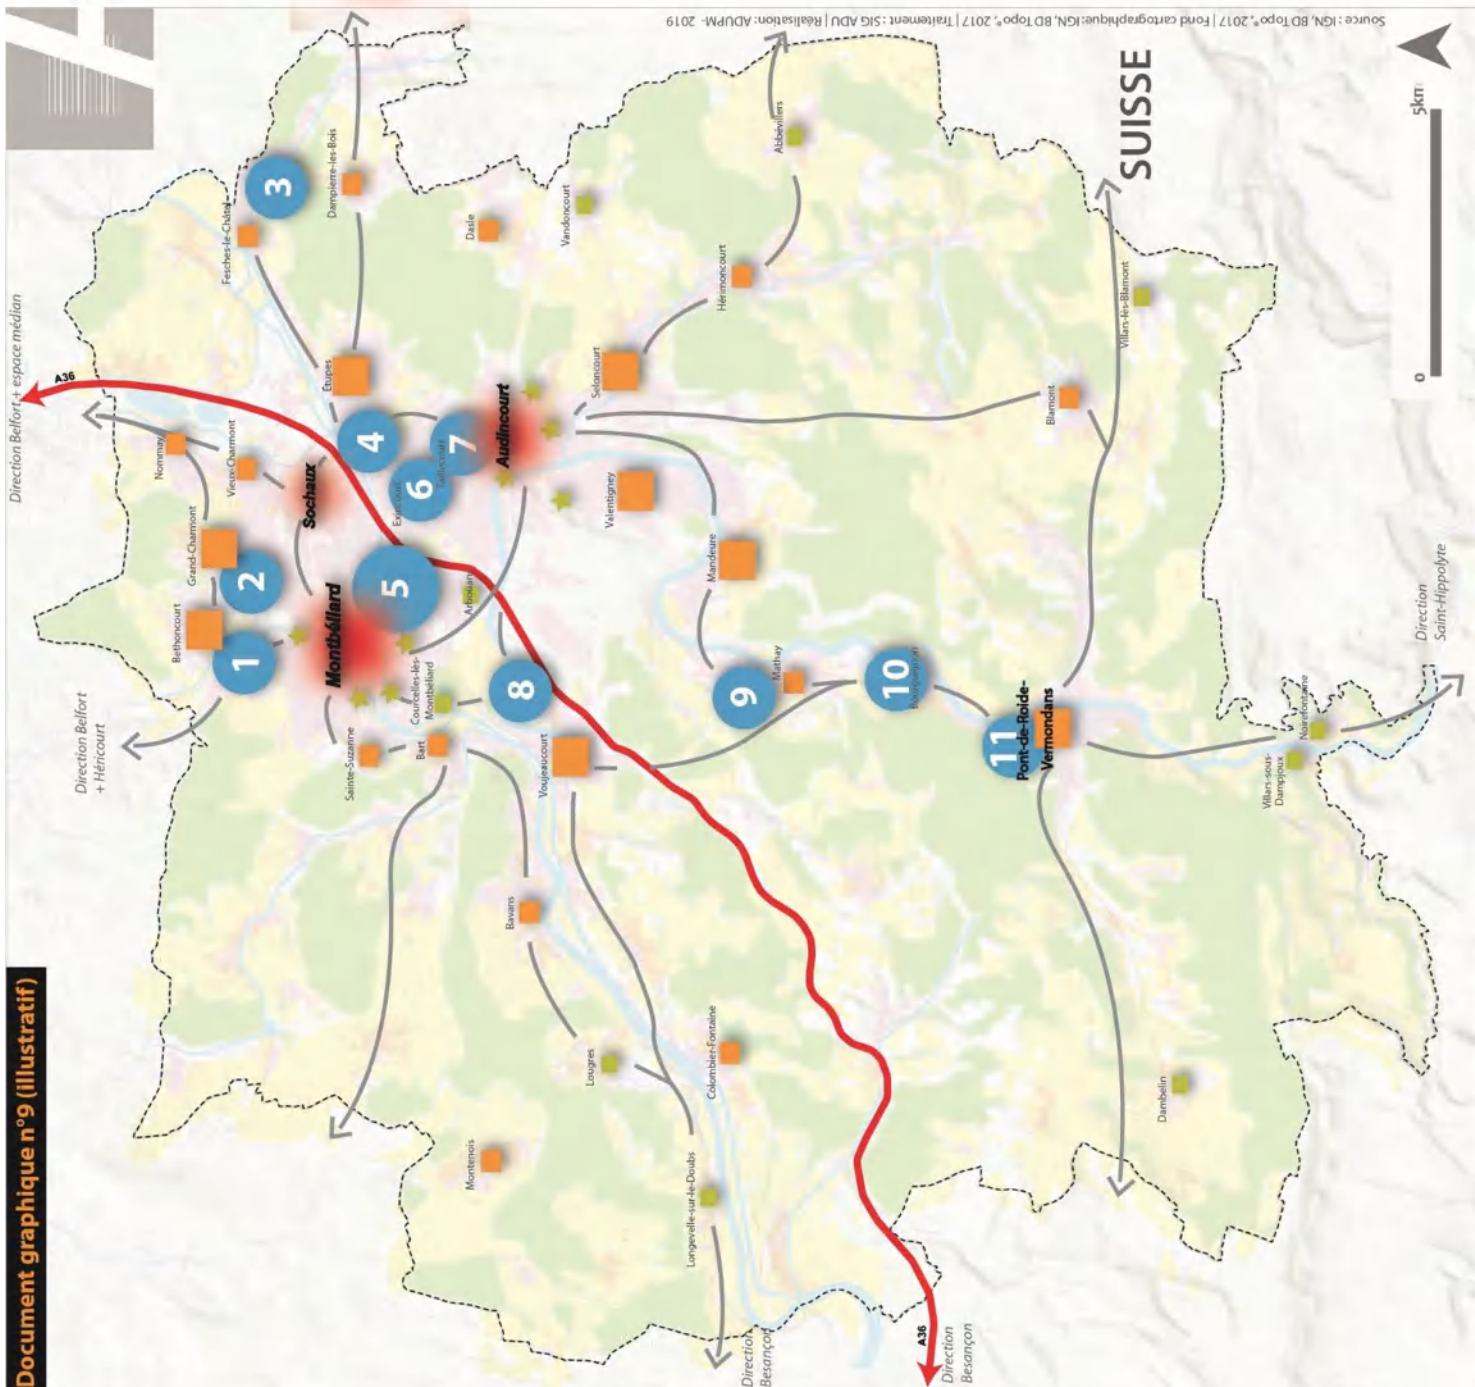 Document graphique n°9 (illustratif)
Source : IGN, BD Topo®, 2017 | Fond cartographique: IGN, BD Topo®, 2017 | Traitement : SIG ADU | Réalisation: ADUPM- 2019
Direction Belfort + espace médian
A36
Direction Belfort
+ Héricourt
Nommay
Vieux-Charmont
Grand-Charmont
Bethoncourt
Fesches-le-Châtel
Dampierre-les-Bois
Étupes
Sochaux
Montbéliard
Sainte-Suzanne
Bart
Courcelles-lès-
Montbéliard
Arbouans
Exincourt
Taillecourt
Audincourt
Dasle
Vandoncourt
Seloncourt
Hérimoncourt
Abbévillers
Valentigney
Mandeure
Voujeaucourt
Bavans
Lougres
Montenois
Longevelle-sur-le-Doubs
Colombier-Fontaine
Mathay
Bourguignon
Pont-de-Roide-
Vermondans
Blamont
Villars-lès-Blamont
Dambelin
Villars-sous-
Dampjoux
Noirefontaine
1
2
3
4
5
6
7
8
9
10
11
SUISSE
Direction
Besançon
A36
Direction
Besançon
Direction
Saint-Hippolyte
0
5km